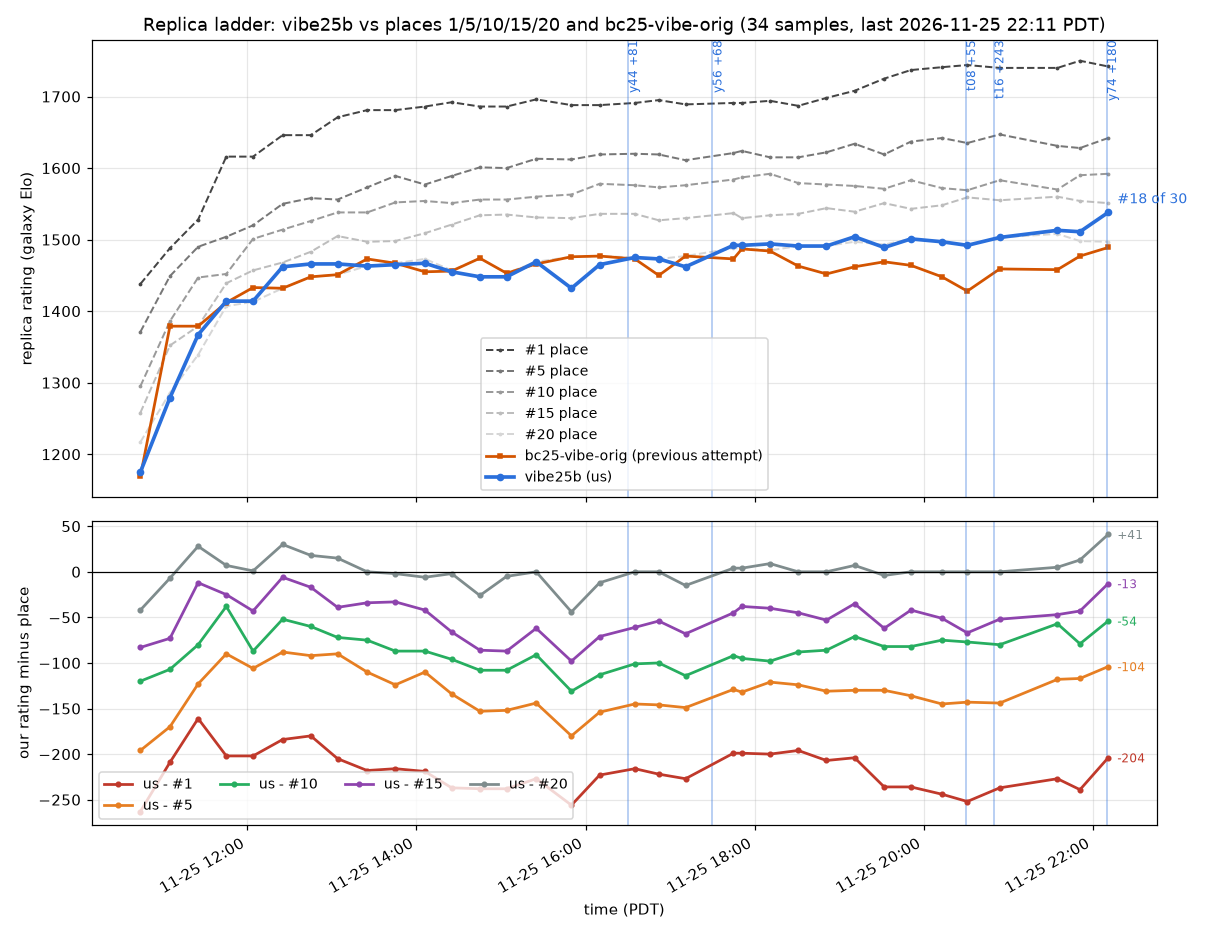 Replica ladder: vibe25b vs places 1/5/10/15/20 and bc25-vibe-orig (34 samples, last 2026-11-25 22:11 PDT)
y44 +81
y56 +68
t08 +55
t16 +243
y74 +180
1700
1600
1500
1400
1300
1200
replica rating (galaxy Elo)
#18 of 30
#1 place
#5 place
#10 place
#15 place
#20 place
bc25-vibe-orig (previous attempt)
vibe25b (us)
50
0
−50
−100
−150
−200
−250
our rating minus place
+41
-13
-54
-104
-204
us - #1
us - #5
us - #10
us - #15
us - #20
11-25 12:00
11-25 14:00
11-25 16:00
11-25 18:00
11-25 20:00
11-25 22:00
time (PDT)